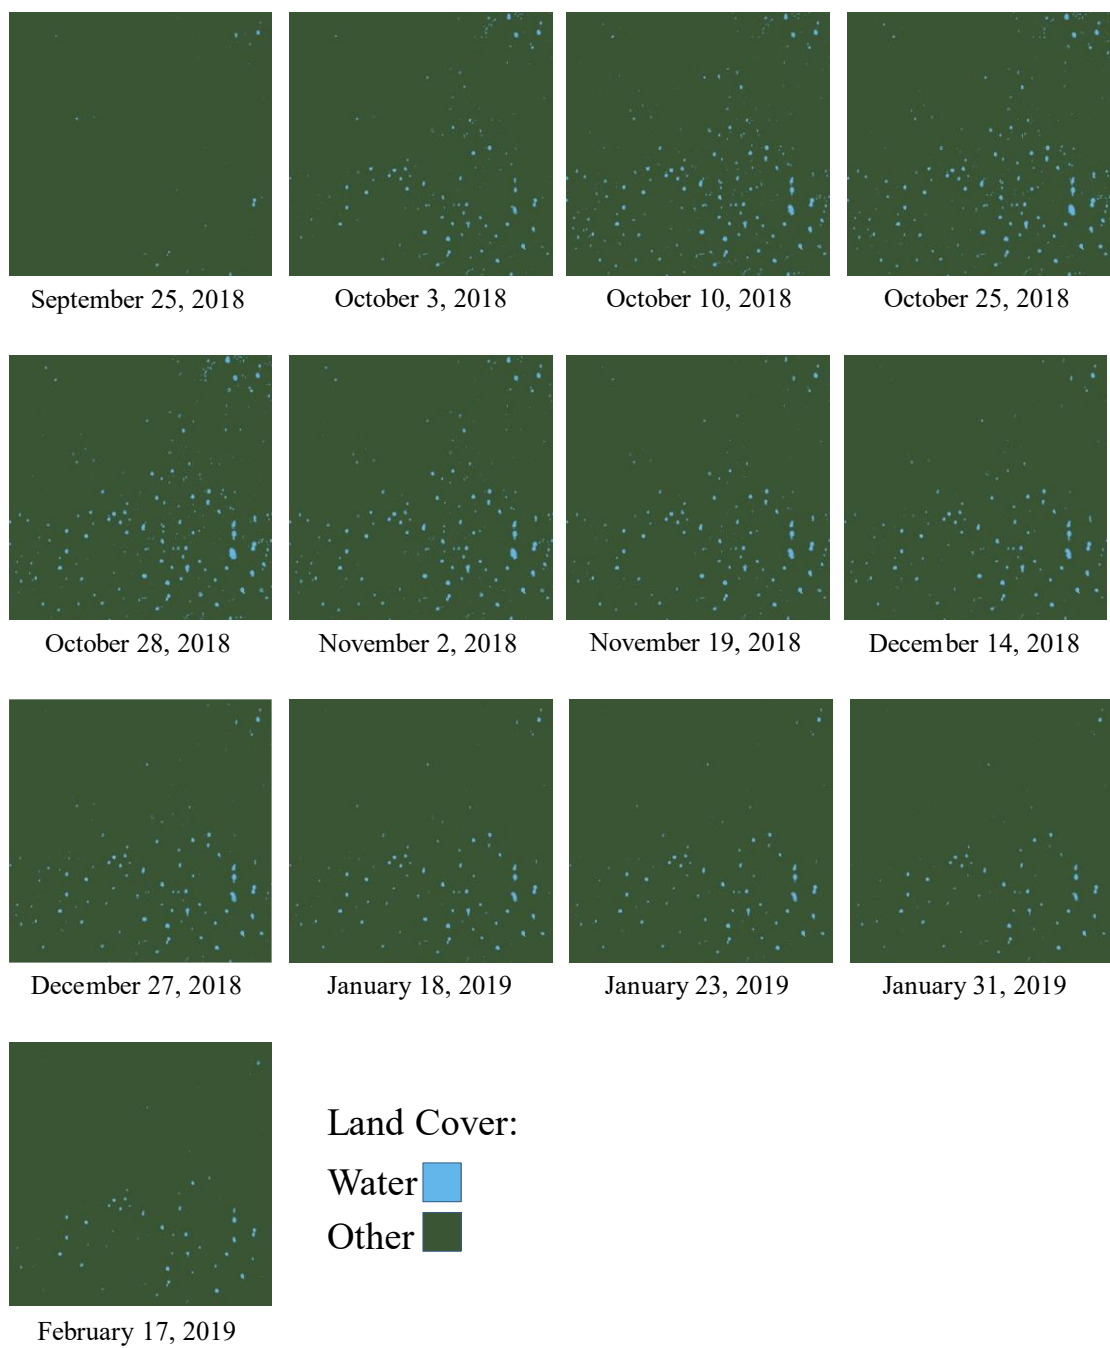 September 25, 2018
October 3, 2018
October 10, 2018
October 25, 2018
October 28, 2018
November 2, 2018
November 19, 2018
December 14, 2018
December 27, 2018
January 18, 2019
January 23, 2019
January 31, 2019
February 17, 2019
Land Cover:
Water
Other